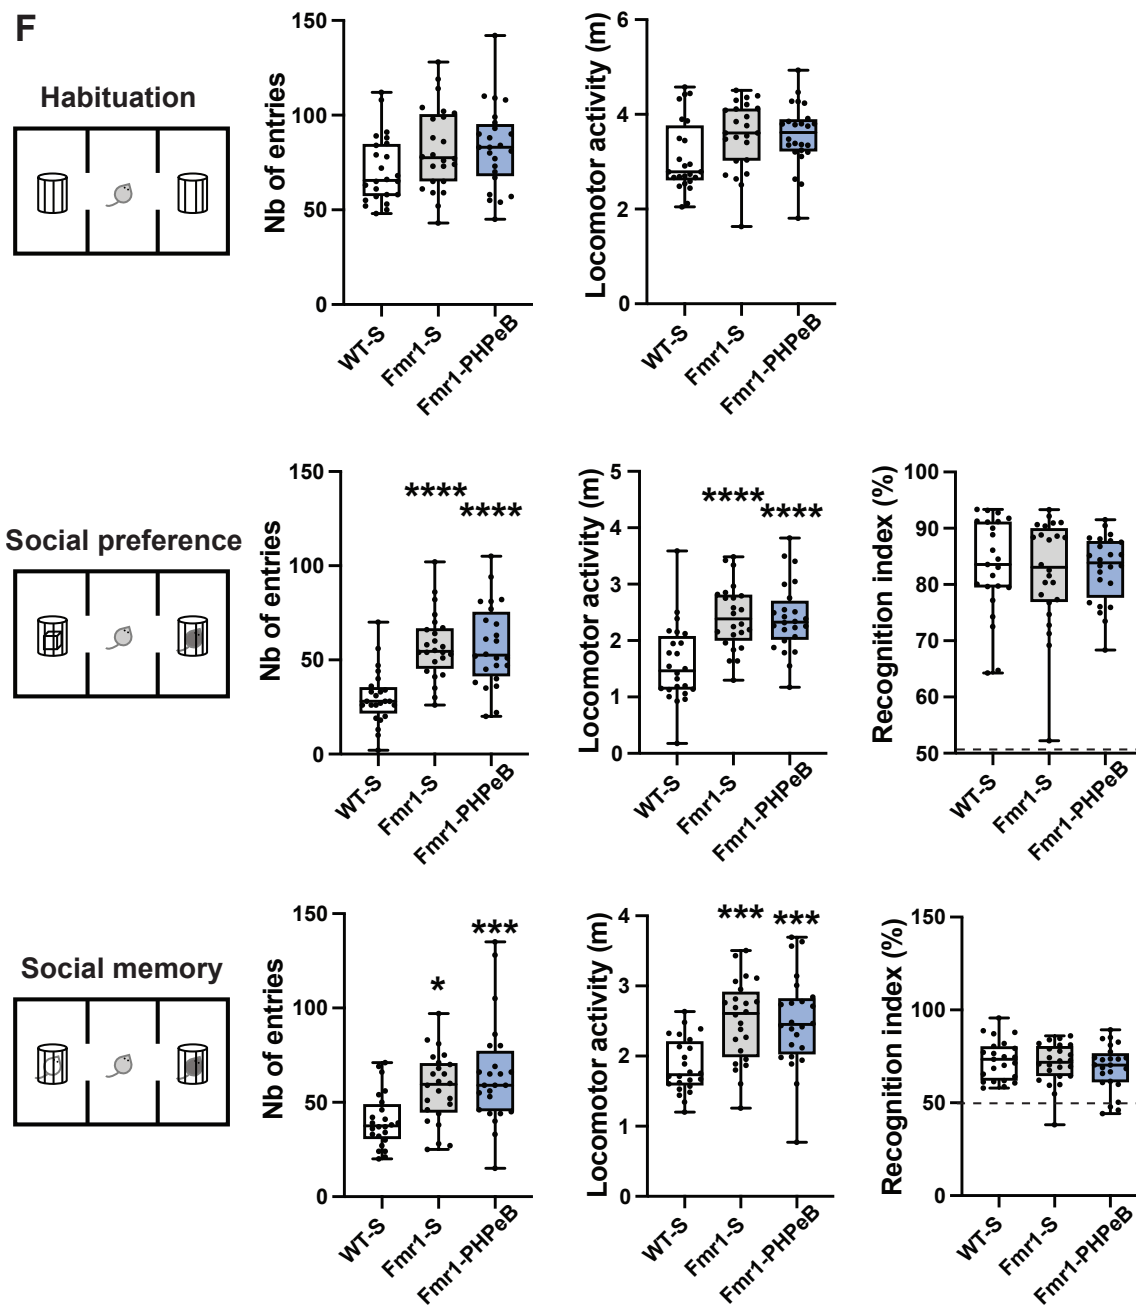 F
Habituation
Nb of entries
150
100
50
0
WT-S
Fmr1-S
Fmr1-PHPeB
Locomotor activity (m)
6
4
2
0
WT-S
Fmr1-S
Fmr1-PHPeB
Social preference
Nb of entries
150
100
50
0
****
****
WT-S
Fmr1-S
Fmr1-PHPeB
Locomotor activity (m)
5
4
3
2
1
0
****
****
WT-S
Fmr1-S
Fmr1-PHPeB
Recognition index (%)
100
90
80
70
60
50
WT-S
Fmr1-S
Fmr1-PHPeB
Social memory
Nb of entries
150
100
50
0
*
***
WT-S
Fmr1-S
Fmr1-PHPeB
Locomotor activity (m)
4
3
2
1
0
***
***
WT-S
Fmr1-S
Fmr1-PHPeB
Recognition index (%)
150
100
50
0
WT-S
Fmr1-S
Fmr1-PHPeB